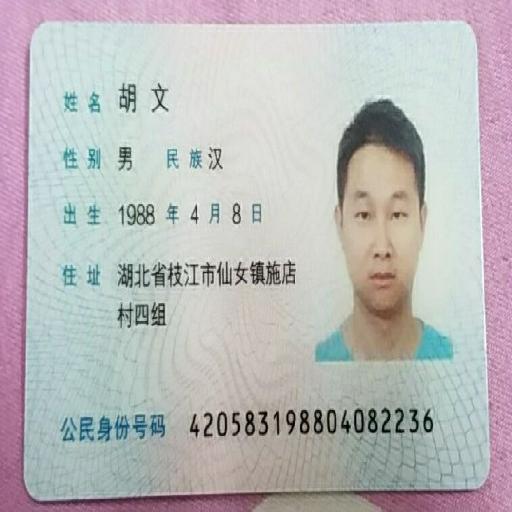 姓名 胡文
性别 男 民族 汉
出生 1988 年 4 月 8 日
住址 湖北省枝江市仙女镇施店
村四组
公民身份号码 420583198804082236